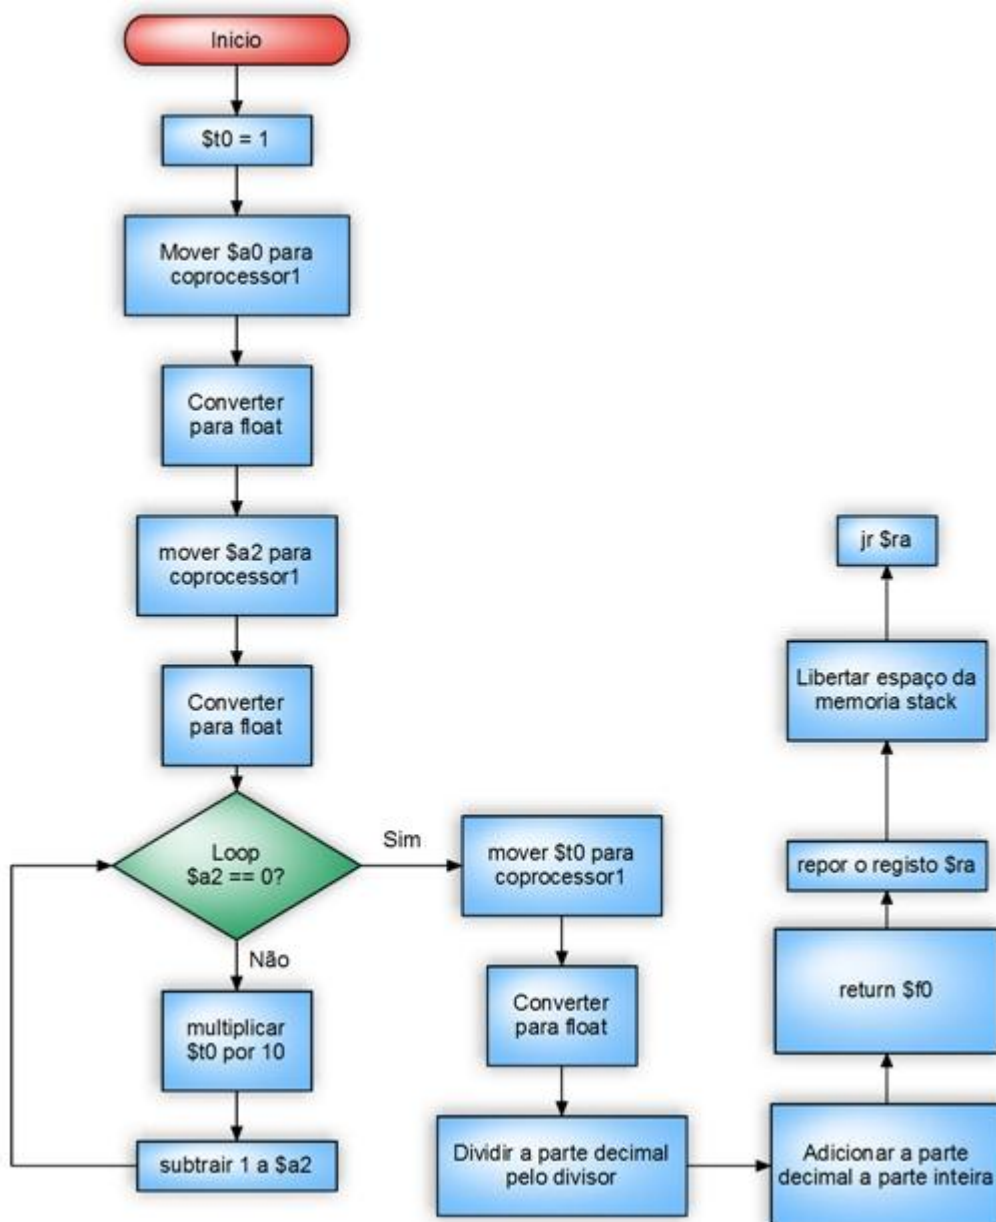 Inicio
$t0 = 1
Mover $a0 para
coprocessor1
Converter
para float
mover $a2 para
coprocessor1
Converter
para float
Loop
$a2 == 0?
Sim
Não
multiplicar
$t0 por 10
subtrair 1 a $a2
mover $t0 para
coprocessor1
Converter
para float
Dividir a parte decimal
pelo divisor
Adicionar a parte
decimal a parte inteira
return $f0
repor o registo $ra
Libertar espaço da
memoria stack
jr $ra